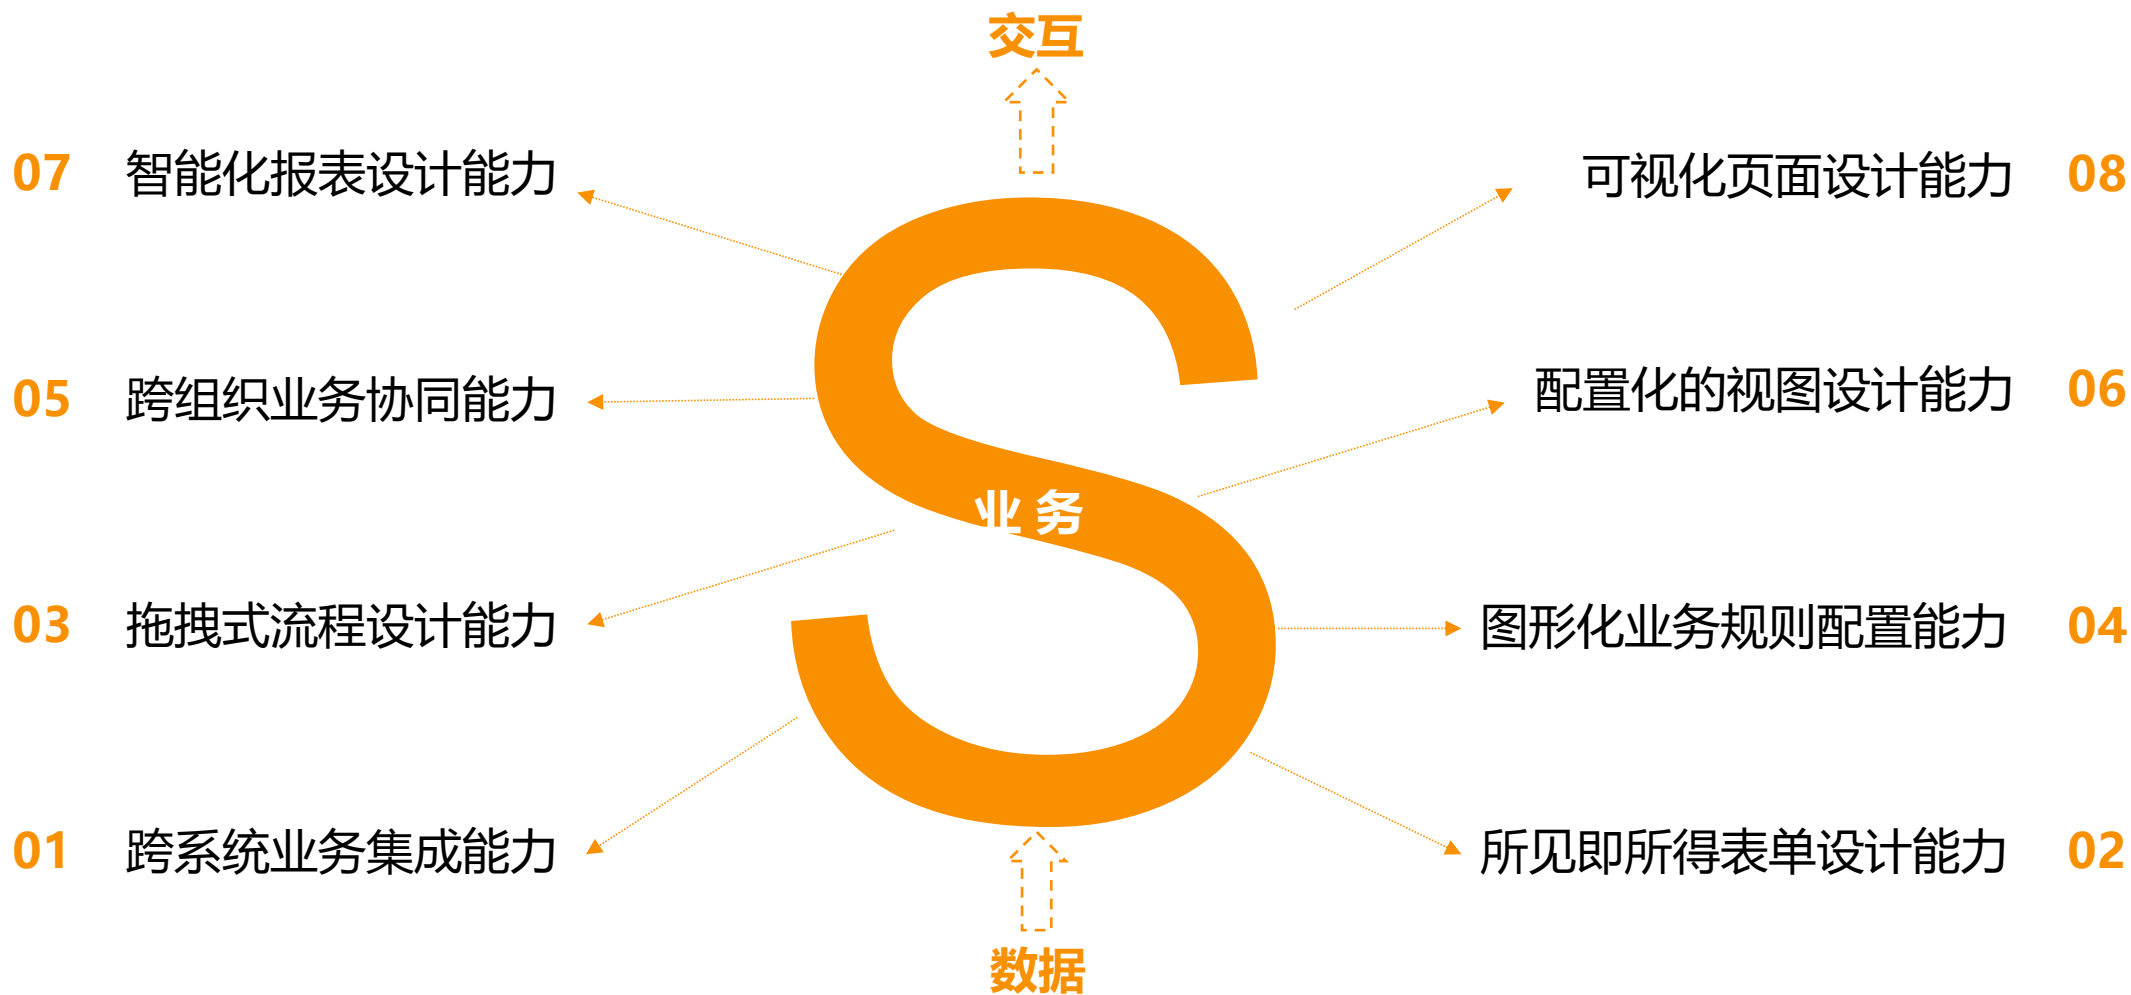 交互
07 智能化报表设计能力
可视化页面设计能力 08
05 跨组织业务协同能力
配置化的视图设计能力 06
业务
03 拖拽式流程设计能力
图形化业务规则配置能力 04
01 跨系统业务集成能力
所见即所得表单设计能力 02
数据